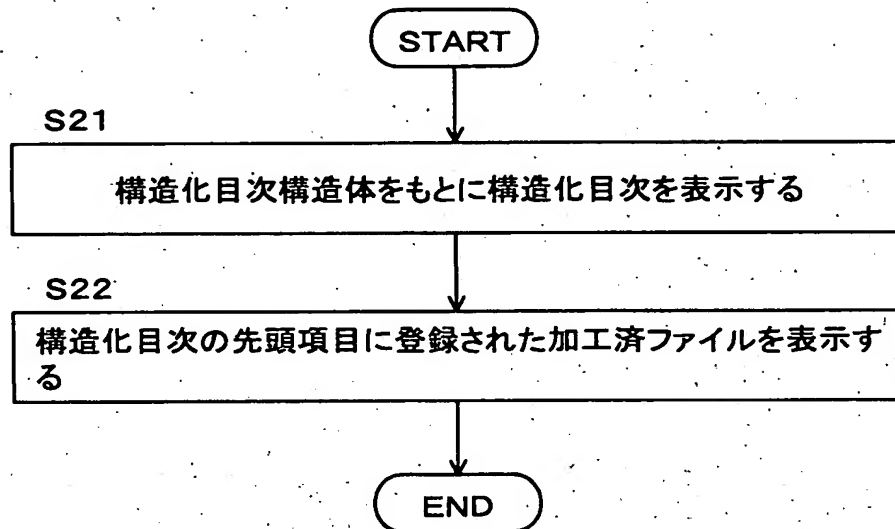 START
S21
構造化目次構造体をもとに構造化目次を表示する
S22
構造化目次の先頭項目に登録された加工済ファイルを表示す
る
END